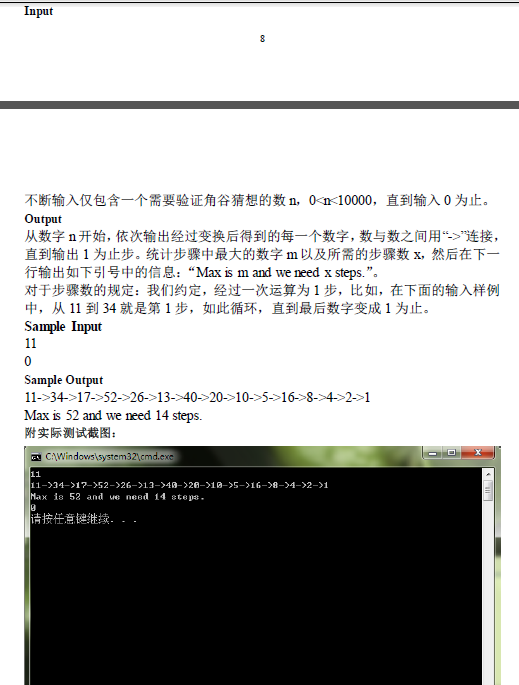 Input
8
不断输入仅包含一个需要验证角谷猜想的数 n，0<n<10000，直到输入 0 为止。
Output
从数字 n 开始，依次输出经过变换后得到的每一个数字，数与数之间用“->”连接，
直到输出 1 为止步。统计步骤中最大的数字 m 以及所需的步骤数 x，然后在下一
行输出如下引号中的信息：“Max is m and we need x steps.”。
对于步骤数的规定：我们约定，经过一次运算为 1 步，比如，在下面的输入样例
中，从 11 到 34 就是第 1 步，如此循环，直到最后数字变成 1 为止。
Sample Input
11
0
Sample Output
11->34->17->52->26->13->40->20->10->5->16->8->4->2->1
Max is 52 and we need 14 steps.
附实际测试截图：
C:\Windows\system32\cmd.exe
11
11->34->17->52->26->13->40->20->10->5->16->8->4->2->1
Max is 52 and we need 14 steps.
0
请按任意键继续. . .